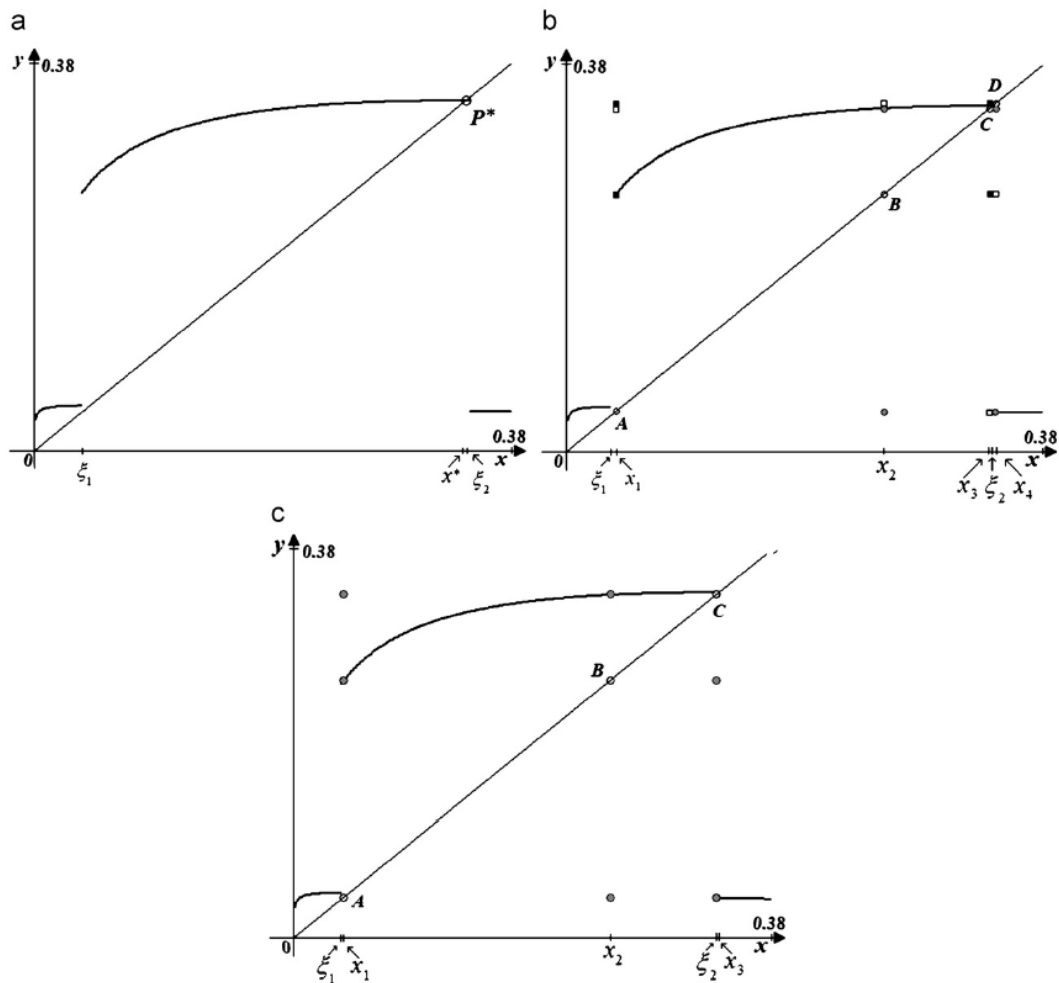 a
y 0.38
P*
0 ξ1 x* ξ2 0.38 x
b
y 0.38
D
C
B
A
0 ξ1 x1 x2 x3 ξ2 x4 0.38 x
c
y 0.38
C
B
A
0 ξ1 x1 x2 ξ2 x3 0.38 x